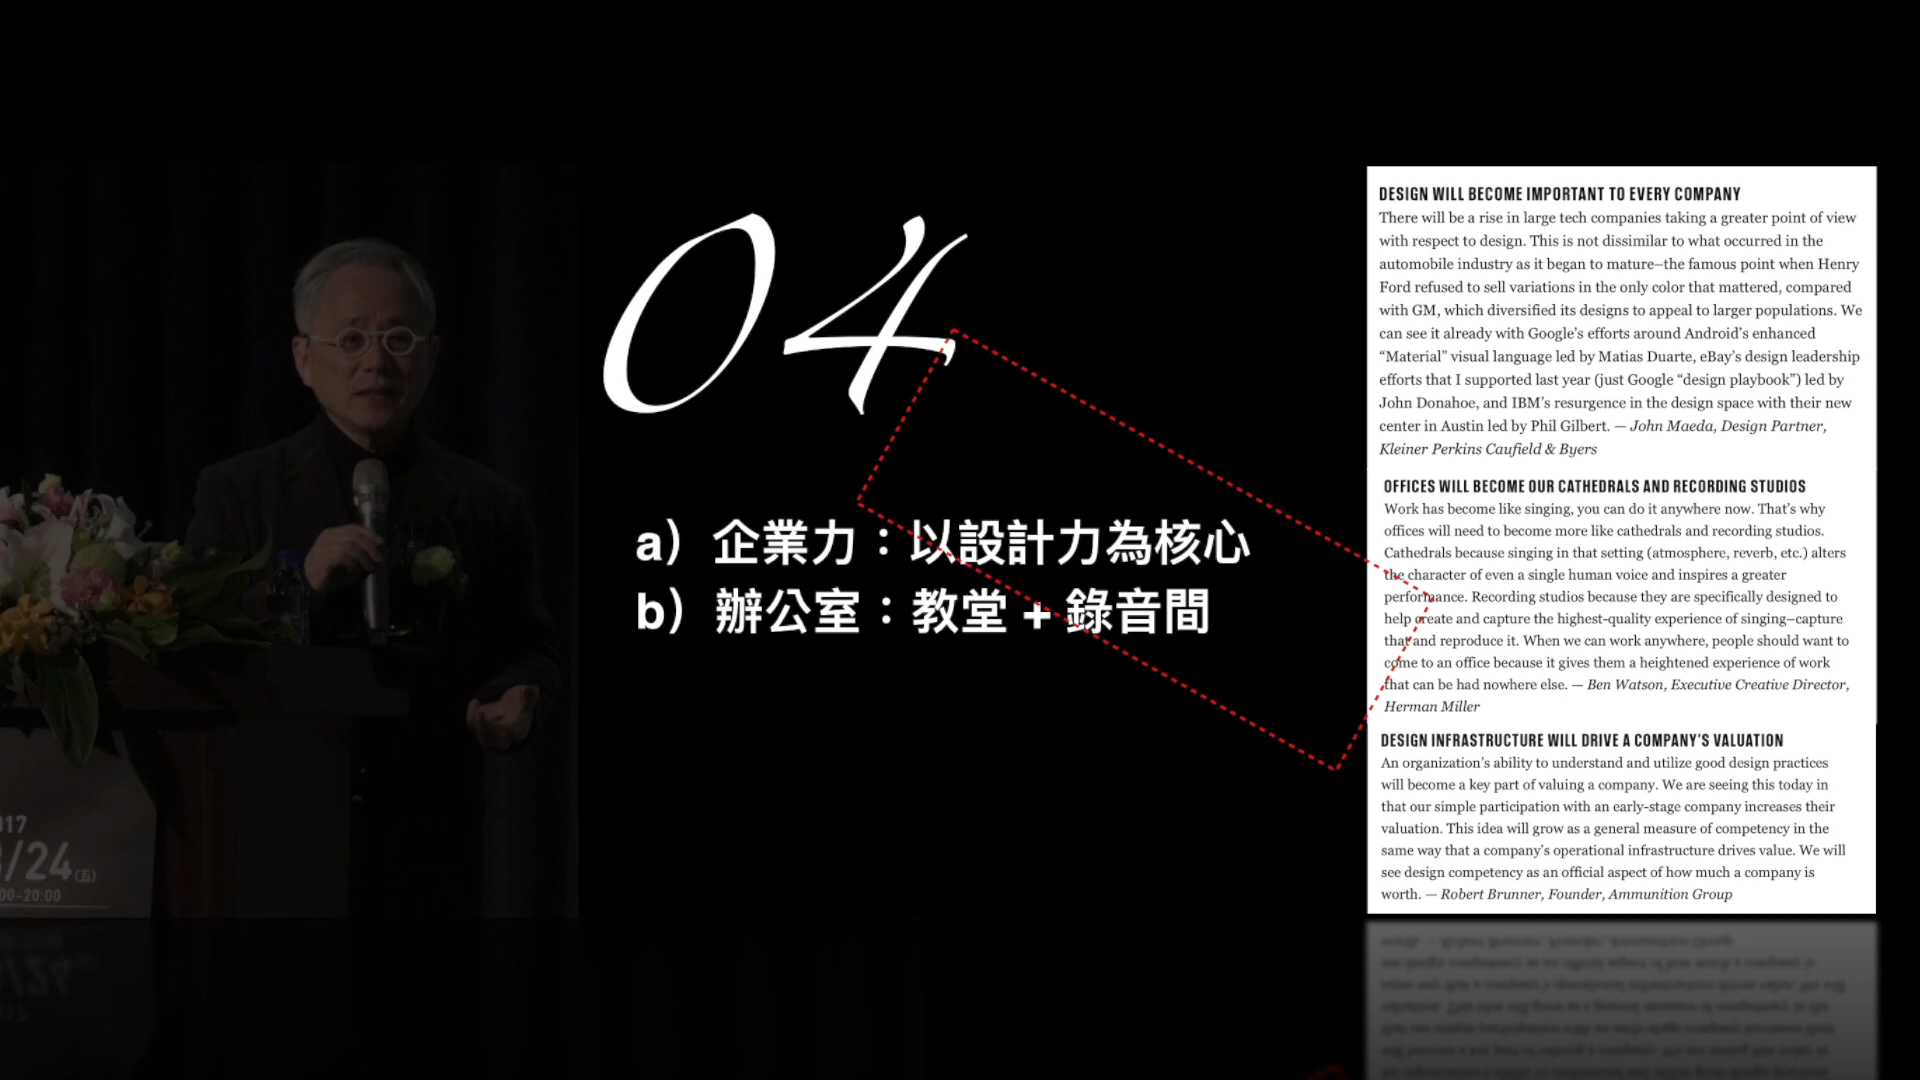 04
a）企業力：以設計力為核心
b）辦公室：教堂 + 錄音間
DESIGN WILL BECOME IMPORTANT TO EVERY COMPANY
There will be a rise in large tech companies taking a greater point of view
with respect to design. This is not dissimilar to what occurred in the
automobile industry as it began to mature–the famous point when Henry
Ford refused to sell variations in the only color that mattered, compared
with GM, which diversified its designs to appeal to larger populations. We
can see it already with Google’s efforts around Android’s enhanced
“Material” visual language led by Matias Duarte, eBay’s design leadership
efforts that I supported last year (just Google “design playbook”) led by
John Donahoe, and IBM’s resurgence in the design space with their new
center in Austin led by Phil Gilbert. — John Maeda, Design Partner,
Kleiner Perkins Caufield & Byers
OFFICES WILL BECOME OUR CATHEDRALS AND RECORDING STUDIOS
Work has become like singing, you can do it anywhere now. That’s why
offices will need to become more like cathedrals and recording studios.
Cathedrals because singing in that setting (atmosphere, reverb, etc.) alters
the character of even a single human voice and inspires a greater
performance. Recording studios because they are specifically designed to
help create and capture the highest-quality experience of singing–capture
that and reproduce it. When we can work anywhere, people should want to
come to an office because it gives them a heightened experience of work
that can be had nowhere else. — Ben Watson, Executive Creative Director,
Herman Miller
DESIGN INFRASTRUCTURE WILL DRIVE A COMPANY’S VALUATION
An organization’s ability to understand and utilize good design practices
will become a key part of valuing a company. We are seeing this today in
that our simple participation with an early-stage company increases their
valuation. This idea will grow as a general measure of competency in the
same way that a company’s operational infrastructure drives value. We will
see design competency as an official aspect of how much a company is
worth. — Robert Brunner, Founder, Ammunition Group
017
/24(五)
00-20:00